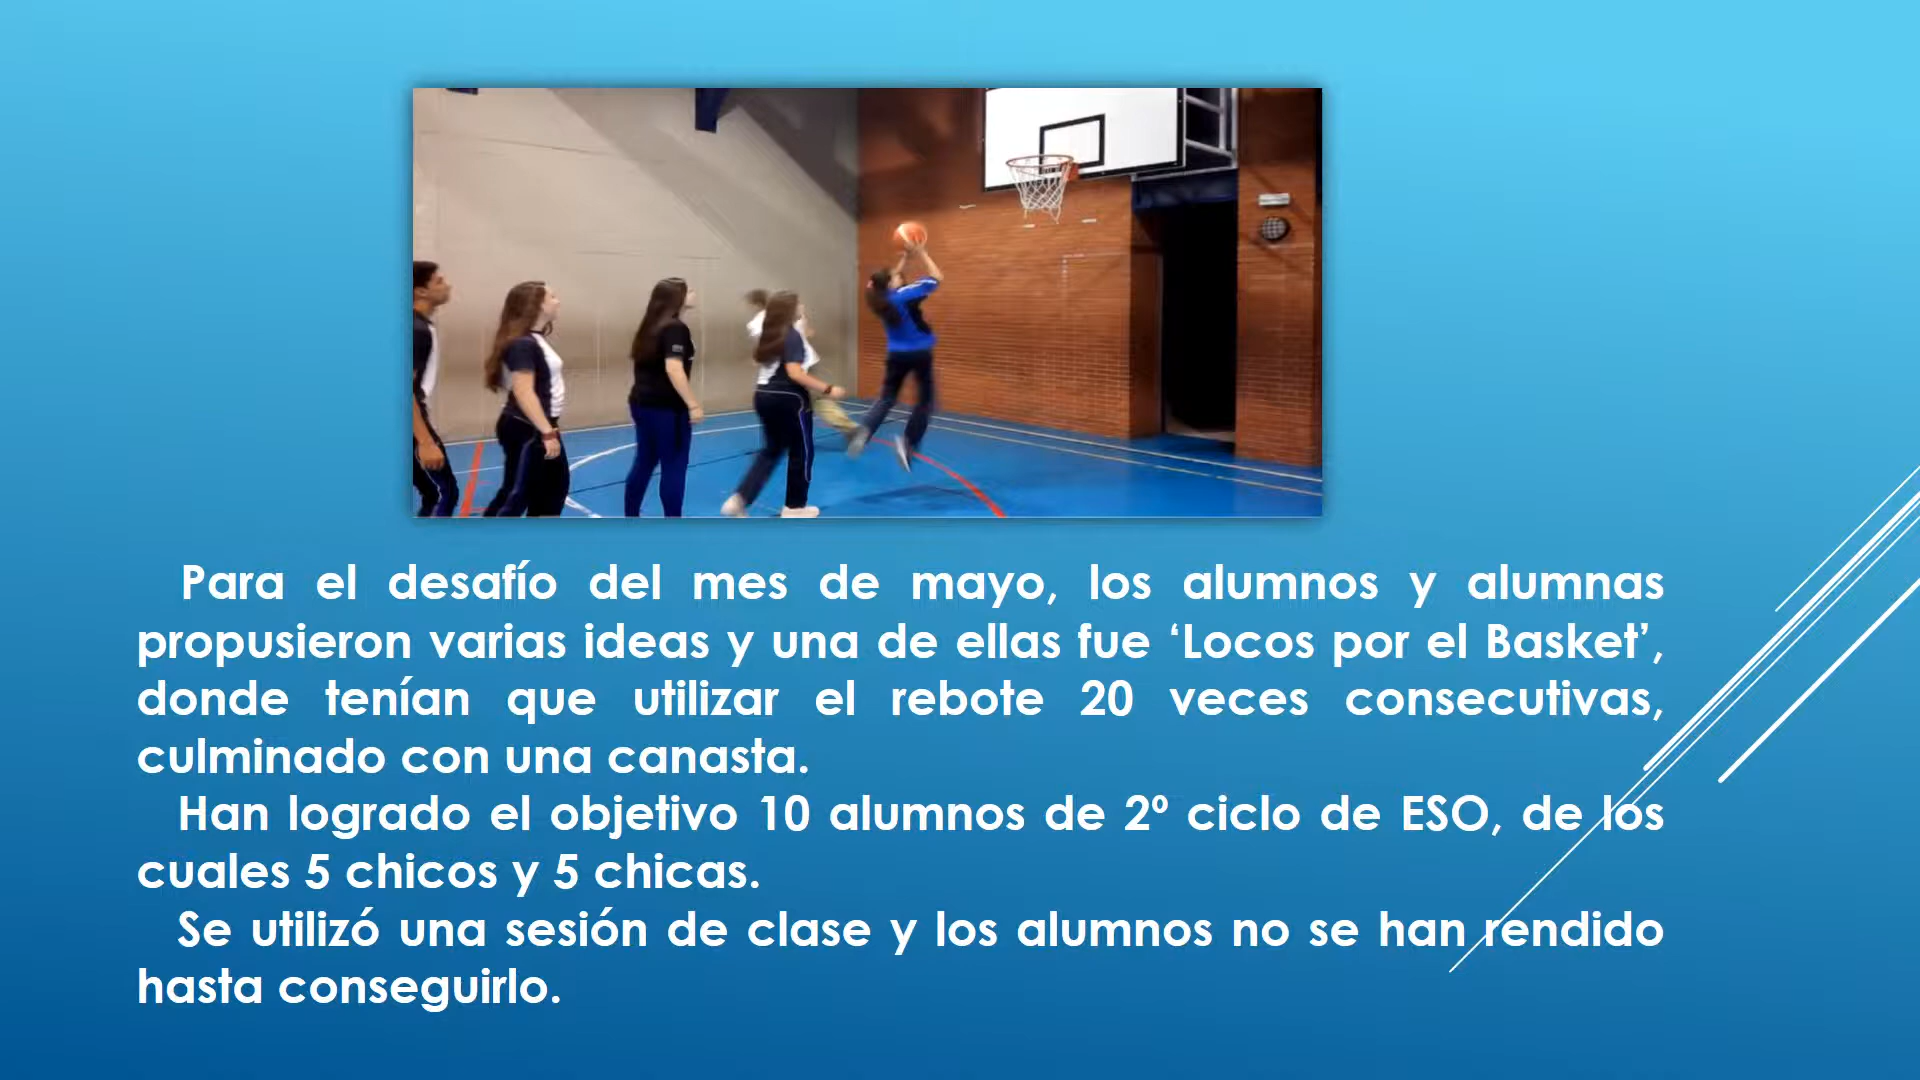 Para el desafío del mes de mayo, los alumnos y alumnas
propusieron varias ideas y una de ellas fue ‘Locos por el Basket’,
donde tenían que utilizar el rebote 20 veces consecutivas,
culminado con una canasta.
Han logrado el objetivo 10 alumnos de 2º ciclo de ESO, de los
cuales 5 chicos y 5 chicas.
Se utilizó una sesión de clase y los alumnos no se han rendido
hasta conseguirlo.